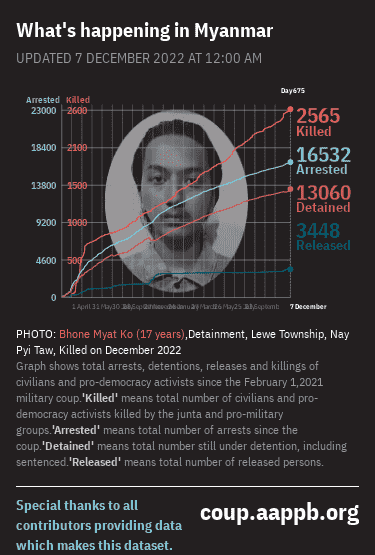 What's happening in Myanmar
UPDATED 7 DECEMBER 2022 AT 12:00 AM
Day675
Arrested Killed
23000 2600
2565
Killed
18400 2100
16532
Arrested
13800 1500
13060
Detained
9200 1000
3448
Released
4600 500
0
7 December
PHOTO: Bhone Myat Ko (17 years),Detainment, Lewe Township, Nay
Pyi Taw, Killed on December 2022
Graph shows total arrests, detentions, releases and killings of
civilians and pro-democracy activists since the February 1,2021
military coup.'Killed' means total number of civilians and pro-
democracy activists killed by the junta and pro-military
groups.'Arrested' means total number of arrests since the
coup.'Detained' means total number still under detention, including
sentenced.'Released' means total number of released persons.
Special thanks to all
contributors providing data
which makes this dataset.
coup.aappb.org